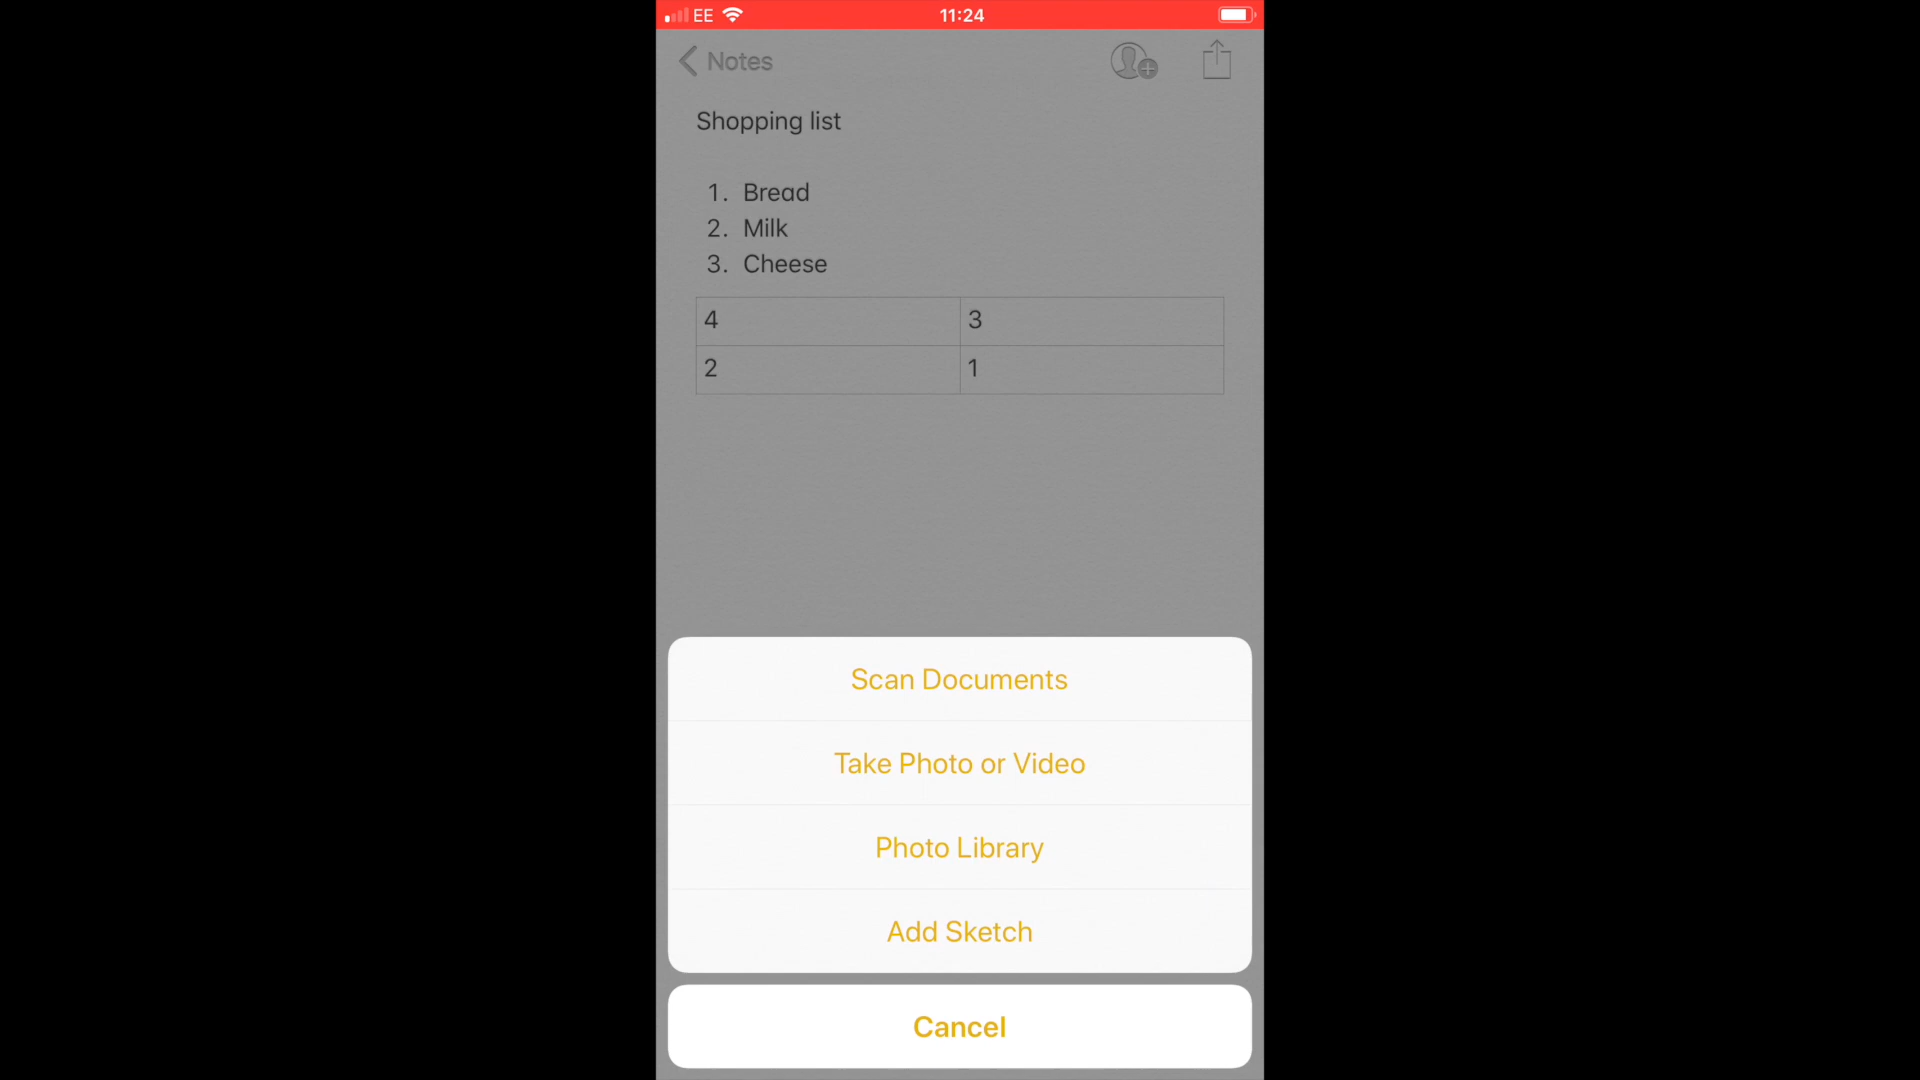 EE 11:24
Notes
Shopping list
1. Bread
2. Milk
3. Cheese
4 3
2 1
Scan Documents
Take Photo or Video
Photo Library
Add Sketch
Cancel